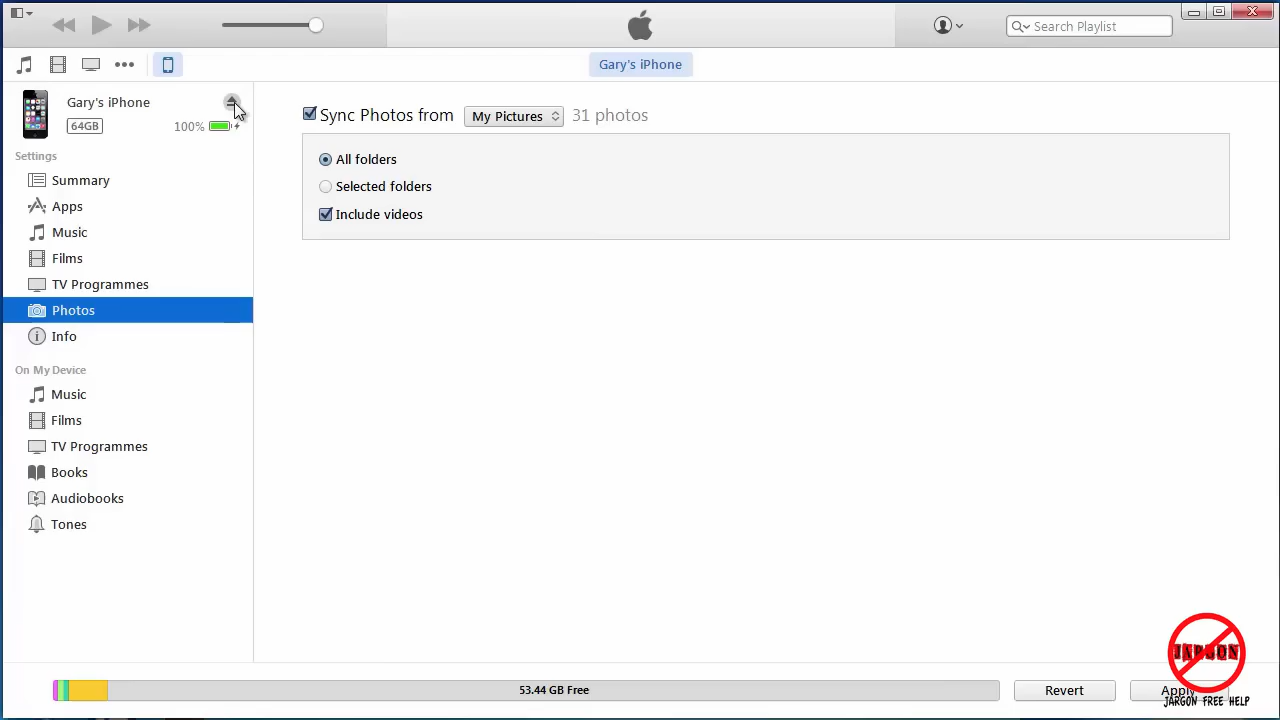 Search Playlist
Gary's iPhone
Gary's iPhone
64GB
100%
Settings
Summary
Apps
Music
Films
TV Programmes
Photos
Info
On My Device
Music
Films
TV Programmes
Books
Audiobooks
Tones
Sync Photos from My Pictures 31 photos
All folders
Selected folders
Include videos
53.44 GB Free
Revert
Apply
JARGON
JARGON FREE HELP